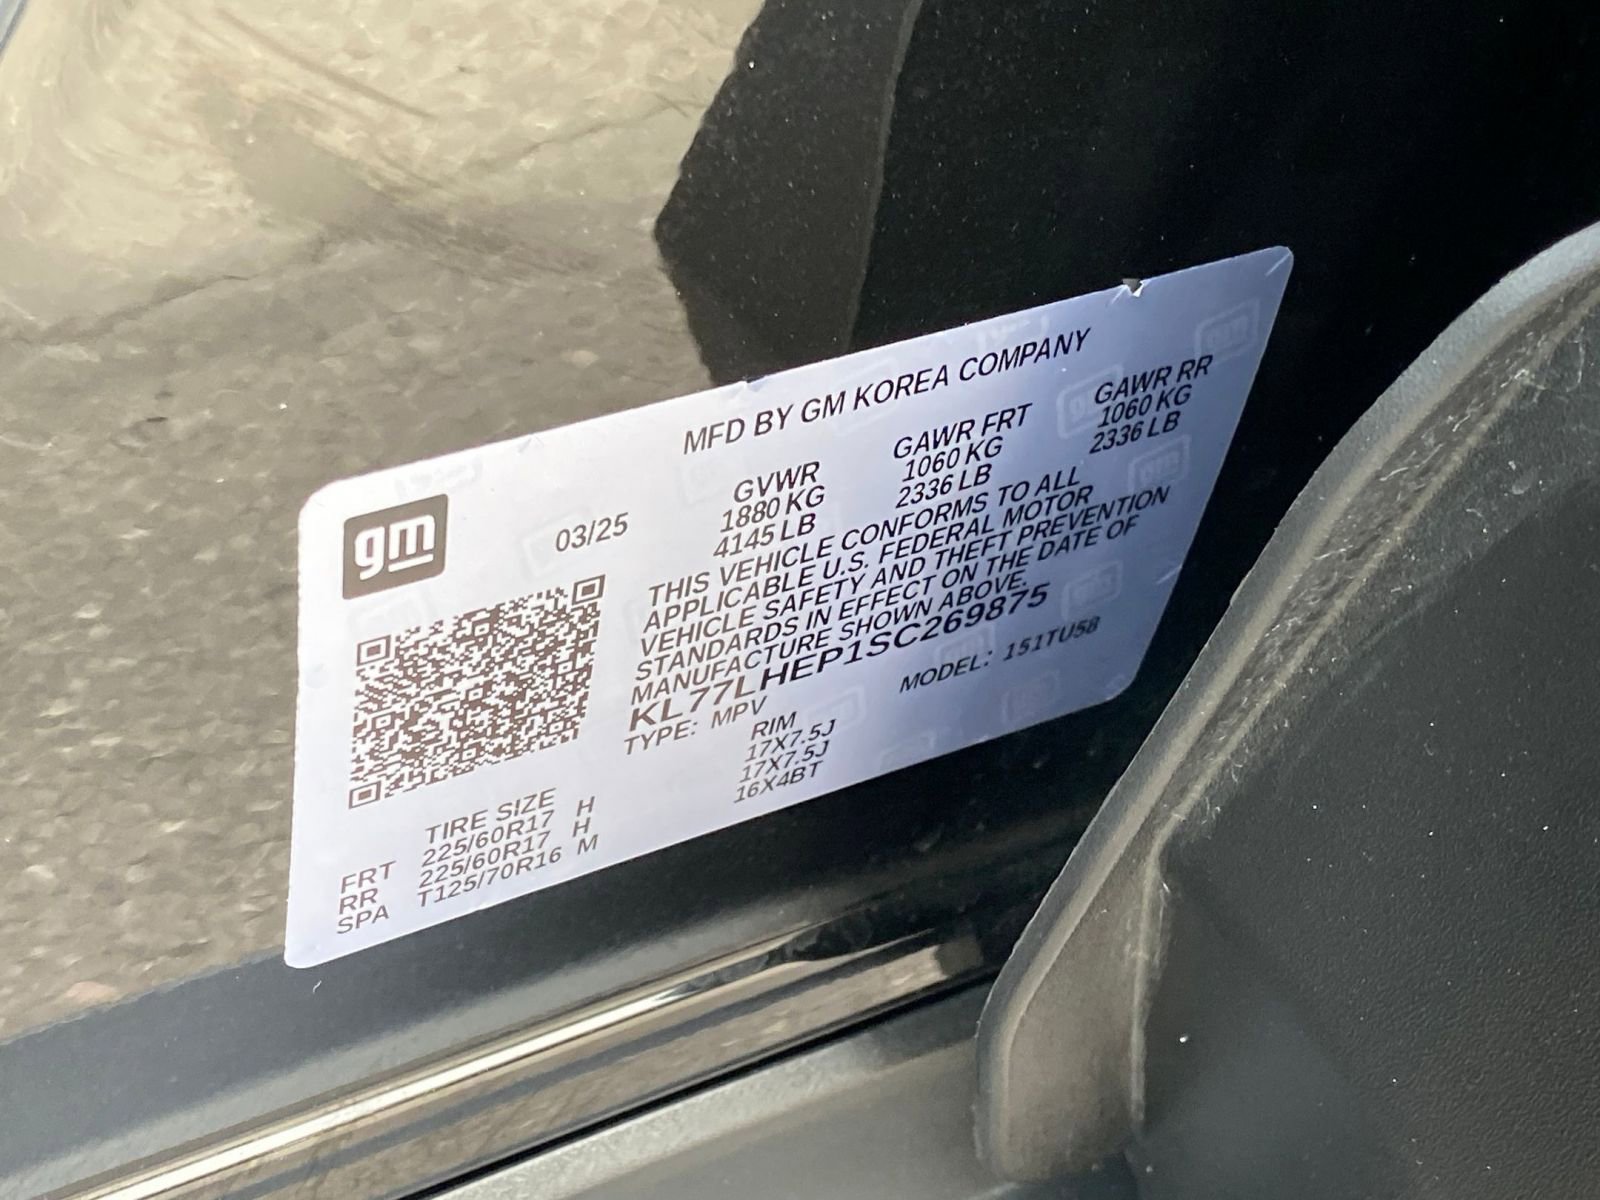 MFD BY GM KOREA COMPANY
gm
03/25
GVWR GAWR FRT GAWR RR
1880 KG 1060 KG 1060 KG
4145 LB 2336 LB 2336 LB
THIS VEHICLE CONFORMS TO ALL
APPLICABLE U.S. FEDERAL MOTOR
VEHICLE SAFETY AND THEFT PREVENTION
STANDARDS IN EFFECT ON THE DATE OF
MANUFACTURE SHOWN ABOVE.
KL77LHEP1SC269875
TYPE: MPV MODEL: 151TU58
TIRE SIZE RIM
FRT 225/60R17 H 17X7.5J
RR 225/60R17 H 17X7.5J
SPA T125/70R16 M 16X4BT